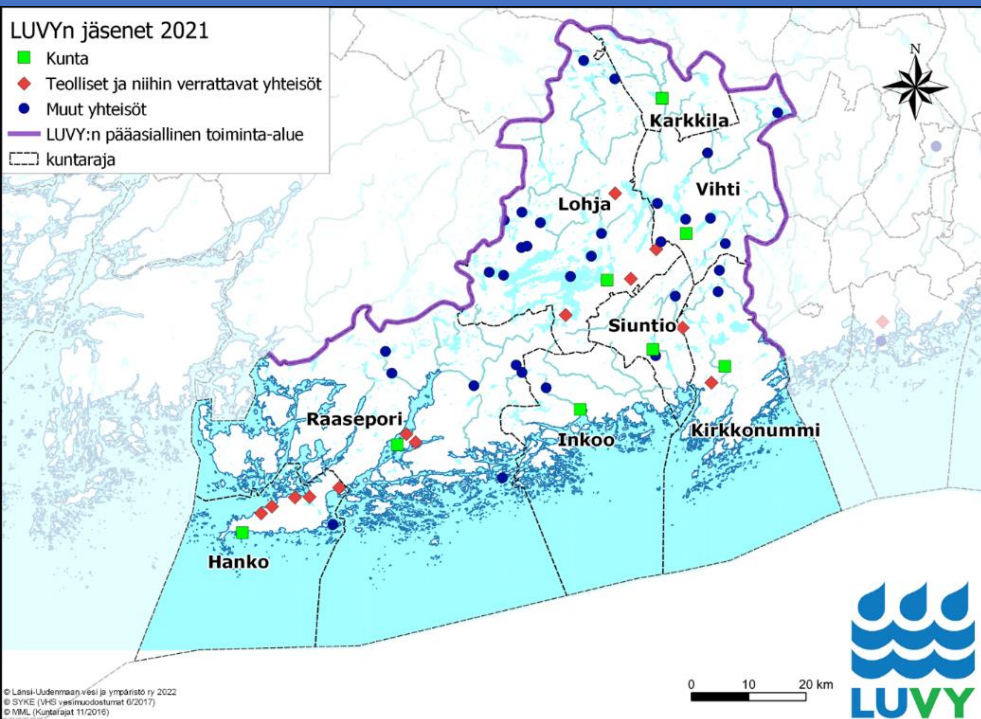 LUVYn jäsenet 2021
Kunta
Teolliset ja niihin verrattavat yhteisöt
Muut yhteisöt
LUVY:n pääasiallinen toiminta-alue
kuntaraja
N
Karkkila
Vihti
Lohja
Siuntio
Raasepori
Inkoo
Kirkkonummi
Hanko
© Länsi-Uudenmaan vesi ja ympäristö ry 2022
© SYKE (VHS vesimuodostumat 6/2017)
© MML (Kuntarajat 11/2016)
0 10 20 km
LUVY